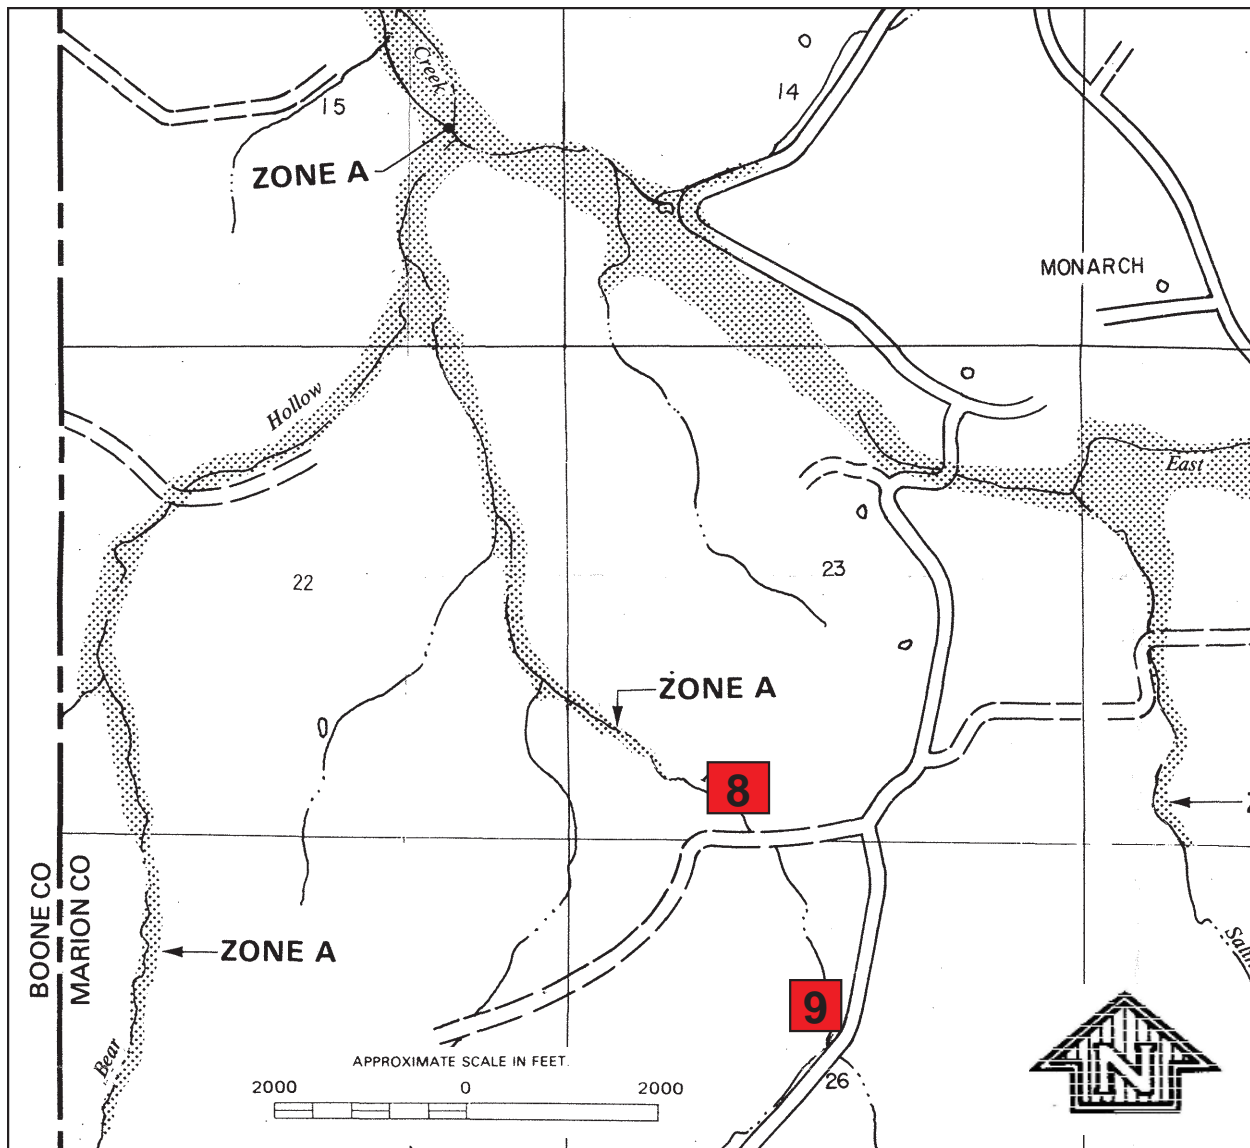 Creek
14
15
ZONE A
MONARCH
Hollow
East
22
23
ZONE A
8
BOONE CO
MARION CO
ZONE A
9
Bear
APPROXIMATE SCALE IN FEET.
2000 0 2000
26
N